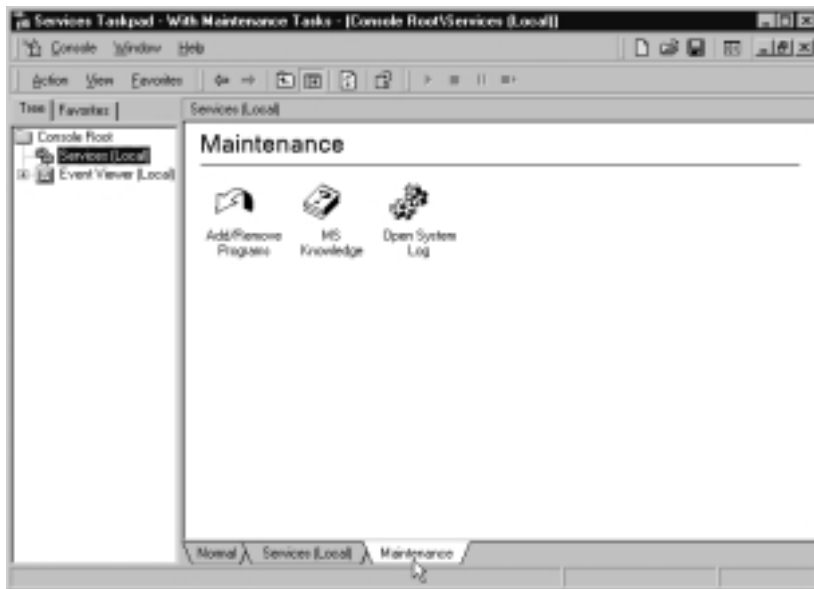 Services Taskpad - With Maintenance Tasks - [Console Root\Services (Local)]
Console Window Help
Action View Favorites
Tree Favorites
Services (Local)
Console Root
Services (Local)
Event Viewer (Local)
Maintenance
Add/Remove
Programs
MS
Knowledge
Open System
Log
Normal Services (Local) Maintenance